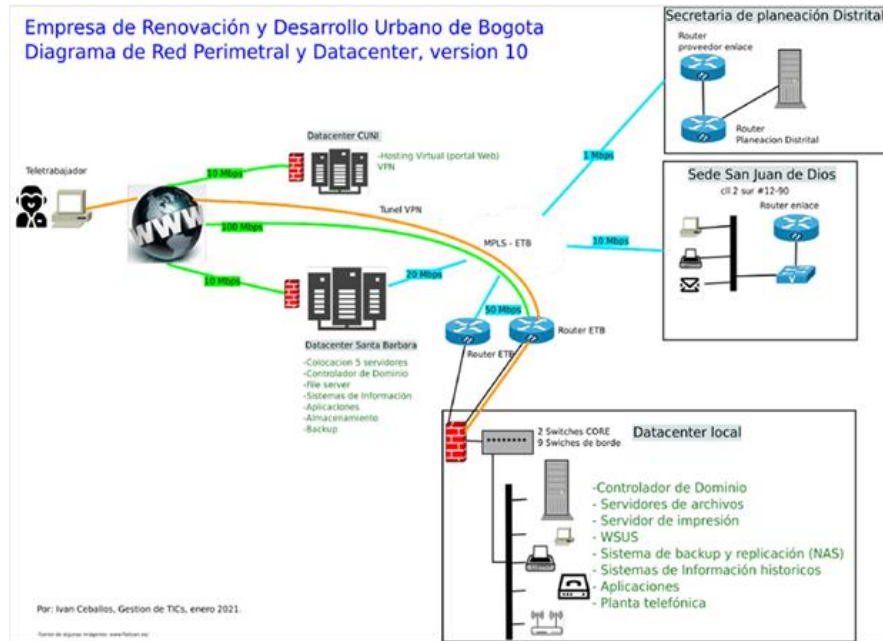 Empresa de Renovación y Desarrollo Urbano de Bogota
Diagrama de Red Perimetral y Datacenter, version 10
Secretaria de planeación Distrital
Router
proveedor enlace
Router
Planeacion Distrital
1 Mbps
Datacenter CUNI
-Hosting Virtual (portal Web)
VPN
10 Mbps
Teletrabajador
WWW
Tunel VPN
100 Mbps
MPLS - ETB
Sede San Juan de Dios
cll 2 sur #12-90
Router enlace
10 Mbps
10 Mbps
20 Mbps
50 Mbps
Router ETB
Router ETB
Datacenter Santa Barbara
-Colocacion 5 servidores
-Controlador de Dominio
-file server
-Sistemas de Información
-Aplicaciones
-Almacenamiento
-Backup
2 Switches CORE
9 Swiches de borde
Datacenter local
-Controlador de Dominio
- Servidores de archivos
- Servidor de impresión
- WSUS
- Sistema de backup y replicación (NAS)
- Sistemas de Información historicos
- Aplicaciones
- Planta telefónica
Por: Ivan Ceballos, Gestion de TICs, enero 2021.